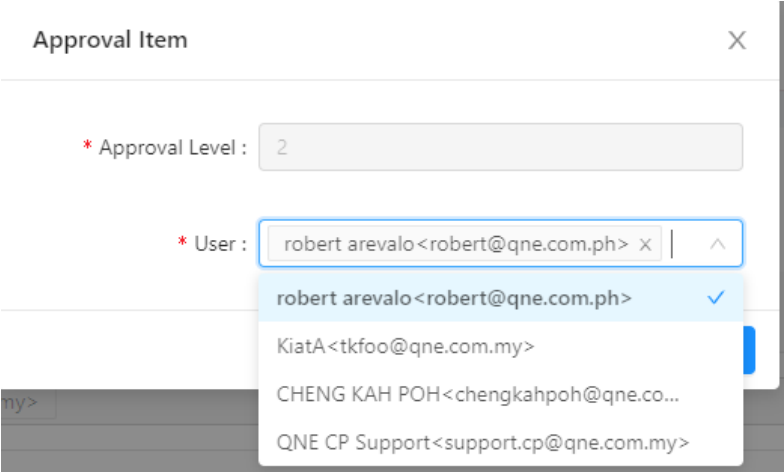 Approval Item
* Approval Level : 2
* User : robert arevalo<robert@qne.com.ph>
robert arevalo<robert@qne.com.ph>
KiatA<tkfoo@qne.com.my>
CHENG KAH POH<chengkahpoh@qne.co...
my>
QNE CP Support<support.cp@qne.com.my>